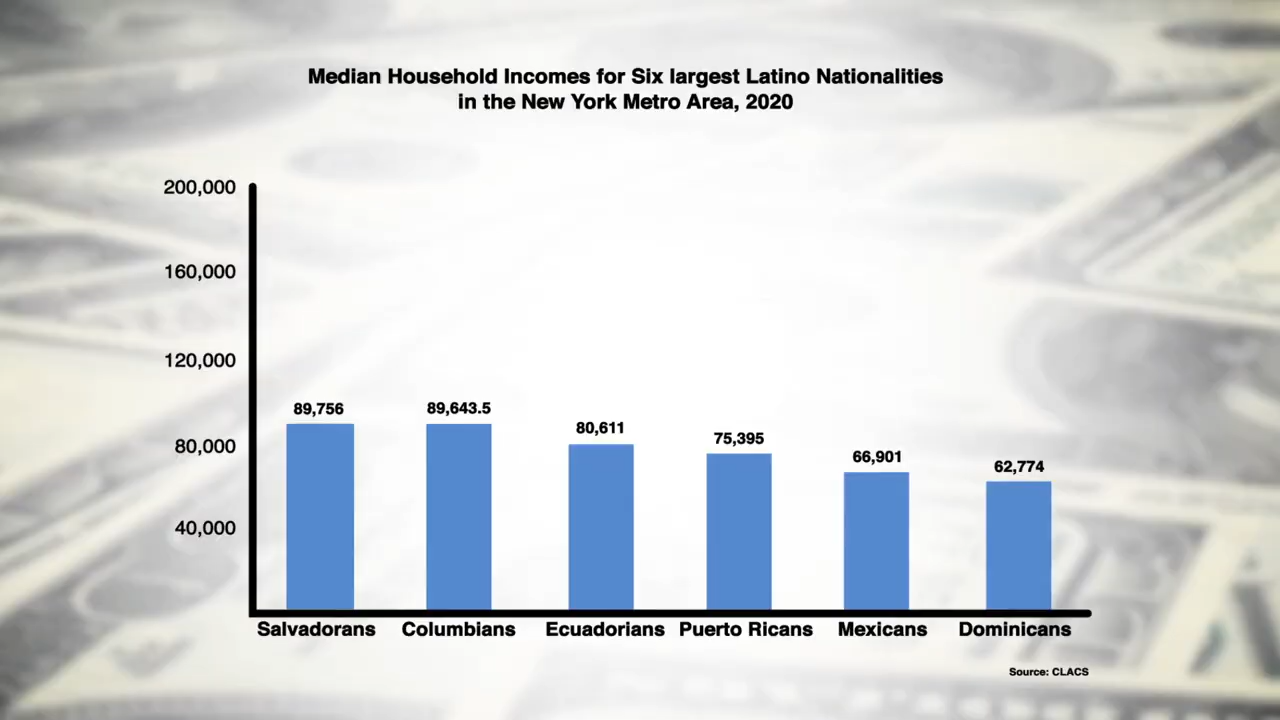 Median Household Incomes for Six largest Latino Nationalities
in the New York Metro Area, 2020
200,000
160,000
120,000
80,000
40,000
89,756
89,643.5
80,611
75,395
66,901
62,774
Salvadorans
Columbians
Ecuadorians
Puerto Ricans
Mexicans
Dominicans
Source: CLACS